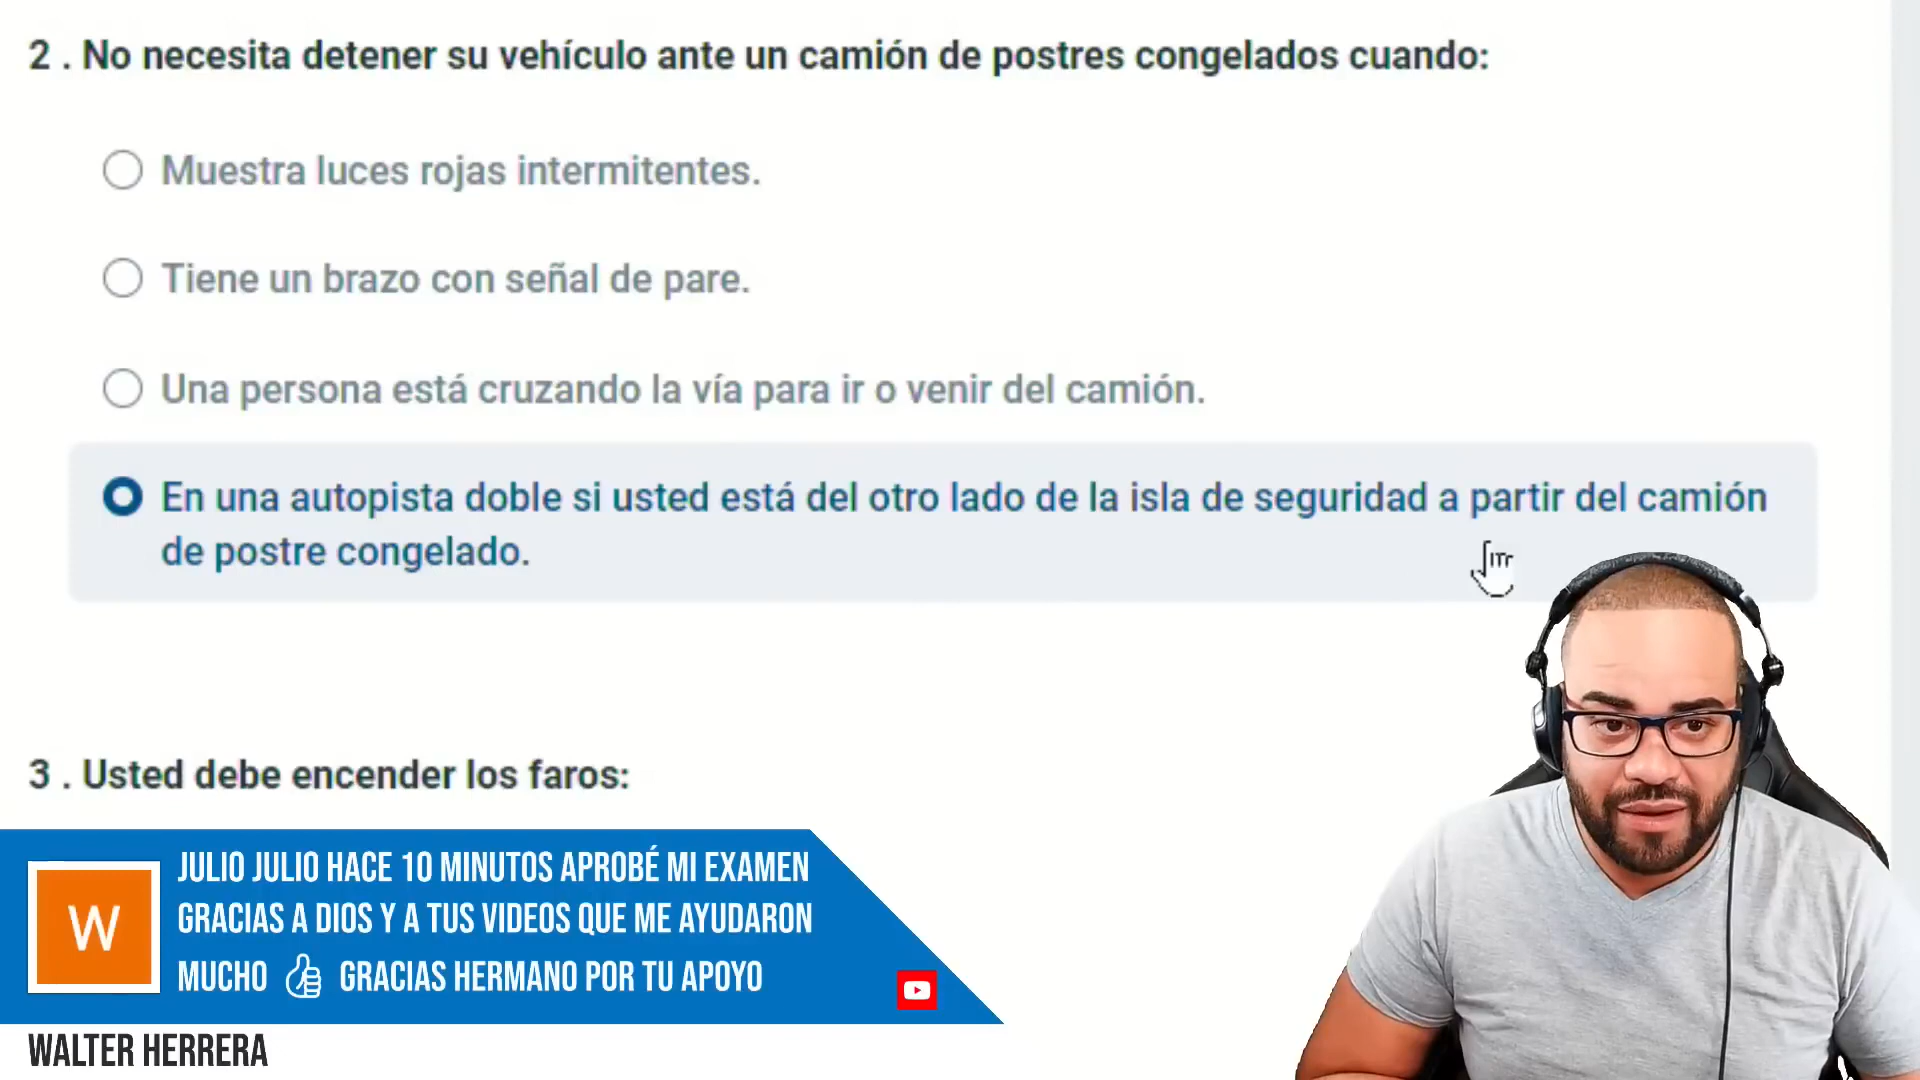 2 . No necesita detener su vehículo ante un camión de postres congelados cuando:
Muestra luces rojas intermitentes.
Tiene un brazo con señal de pare.
Una persona está cruzando la vía para ir o venir del camión.
En una autopista doble si usted está del otro lado de la isla de seguridad a partir del camión
de postre congelado.
3 . Usted debe encender los faros:
W
JULIO JULIO HACE 10 MINUTOS APROBÉ MI EXAMEN
GRACIAS A DIOS Y A TUS VIDEOS QUE ME AYUDARON
MUCHO 👍 GRACIAS HERMANO POR TU APOYO
WALTER HERRERA